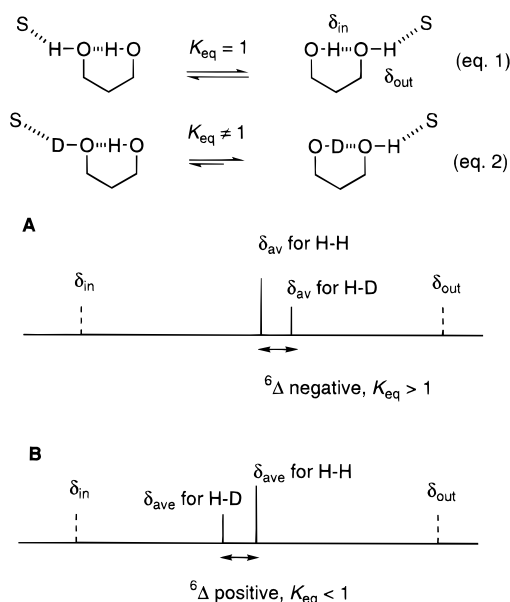 S S
H–O H–O K_eq = 1 δ_in O H O–H (eq. 1)
δ_out
S S
D–O H–O K_eq ≠ 1 O D O–H (eq. 2)
A
δ_av for H-H
δ_in δ_av for H-D δ_out
⁶Δ negative, K_eq > 1
B
δ_ave for H-H
δ_in δ_ave for H-D δ_out
⁶Δ positive, K_eq < 1